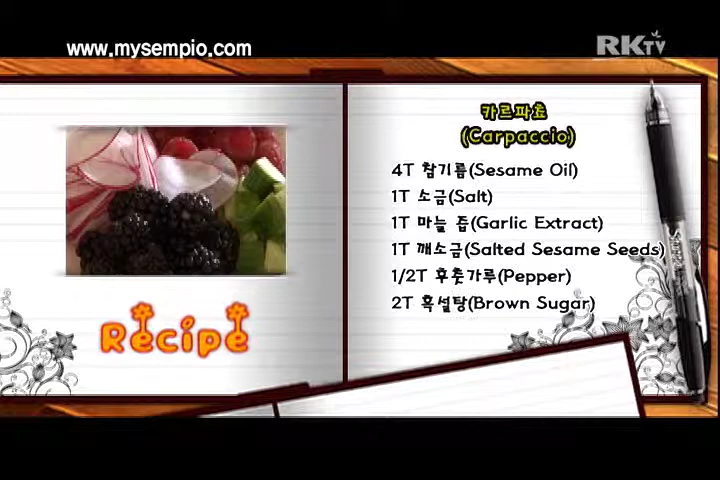 www.mysempio.com
RKTV
카르파쵸
(Carpaccio)
4T 참기름(Sesame Oil)
1T 소금(Salt)
1T 마늘 즙(Garlic Extract)
1T 깨소금(Salted Sesame Seeds)
1/2T 후춧가루(Pepper)
2T 흑설탕(Brown Sugar)
Recipe